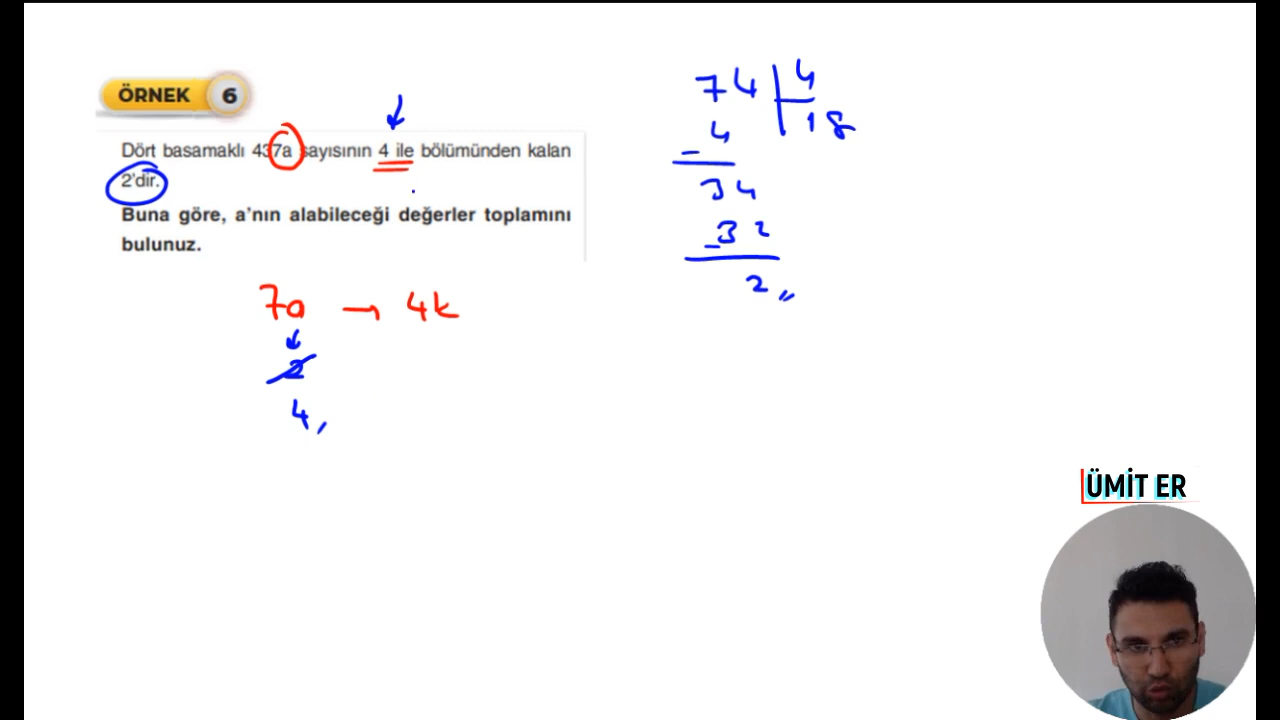 ÖRNEK 6
Dört basamaklı 437a sayısının 4 ile bölümünden kalan
2'dir.
Buna göre, a'nın alabileceği değerler toplamını
bulunuz.
7a → 4k
2
4,
74 | 4
- 4 18
34
- 32
2 "
ÜMİT ER